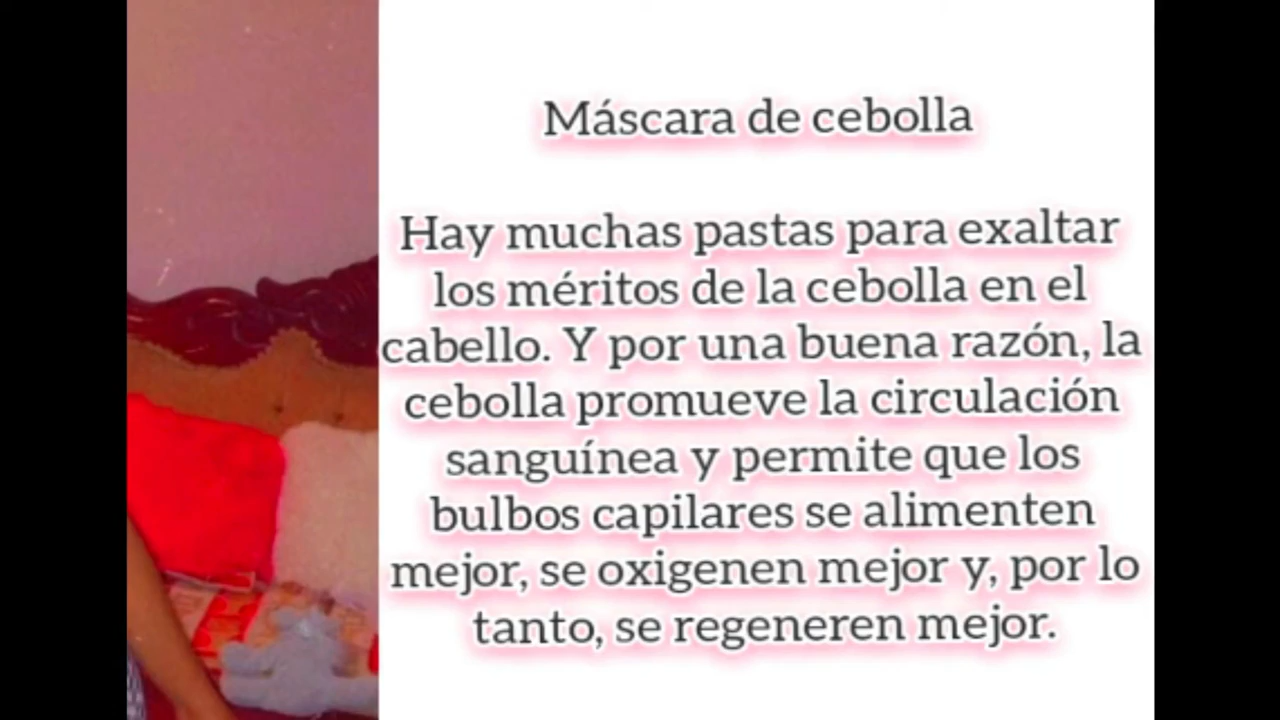 Máscara de cebolla
Hay muchas pastas para exaltar
los méritos de la cebolla en el
cabello. Y por una buena razón, la
cebolla promueve la circulación
sanguínea y permite que los
bulbos capilares se alimenten
mejor, se oxigenen mejor y, por lo
tanto, se regeneren mejor.